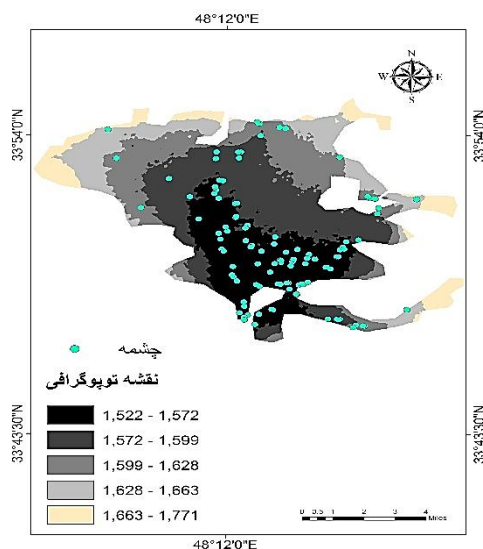 48°12'0"E
N
W E
S
33°54'0"N
33°54'0"N
چشمه
نقشه توپوگرافی
1,522 - 1,572
1,572 - 1,599
1,599 - 1,628
1,628 - 1,663
1,663 - 1,771
33°43'30"N
33°43'30"N
0 0.5 1 2 3 4
Miles
48°12'0"E